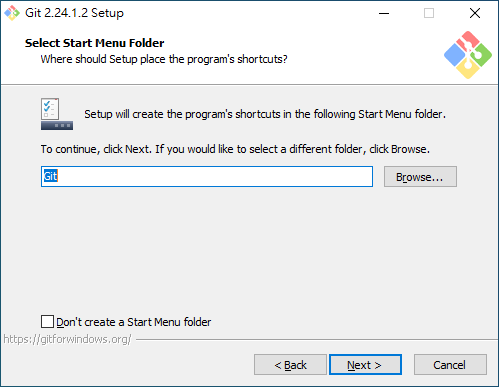 Git 2.24.1.2 Setup
Select Start Menu Folder
Where should Setup place the program's shortcuts?
Setup will create the program's shortcuts in the following Start Menu folder.
To continue, click Next. If you would like to select a different folder, click Browse.
Git
Browse...
Don't create a Start Menu folder
https://gitforwindows.org/
< Back
Next >
Cancel